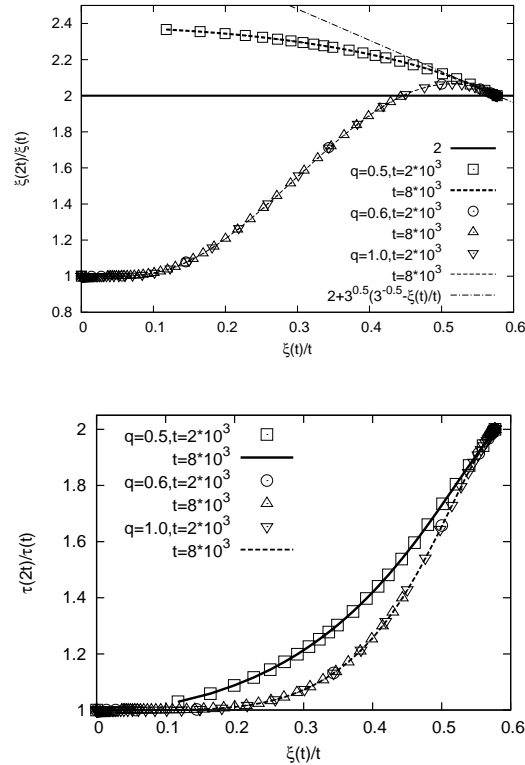 2.4
2.2
2
1.8
1.6
1.4
1.2
1
0.8
ξ(2t)/ξ(t)
2
q=0.5,t=2*10³
t=8*10³
q=0.6,t=2*10³
t=8*10³
q=1.0,t=2*10³
t=8*10³
2+3^0.5(3^-0.5-ξ(t)/t)
0 0.1 0.2 0.3 0.4 0.5 0.6
ξ(t)/t
2
1.8
1.6
1.4
1.2
1
τ(2t)/τ(t)
q=0.5,t=2*10³
t=8*10³
q=0.6,t=2*10³
t=8*10³
q=1.0,t=2*10³
t=8*10³
0 0.1 0.2 0.3 0.4 0.5 0.6
ξ(t)/t